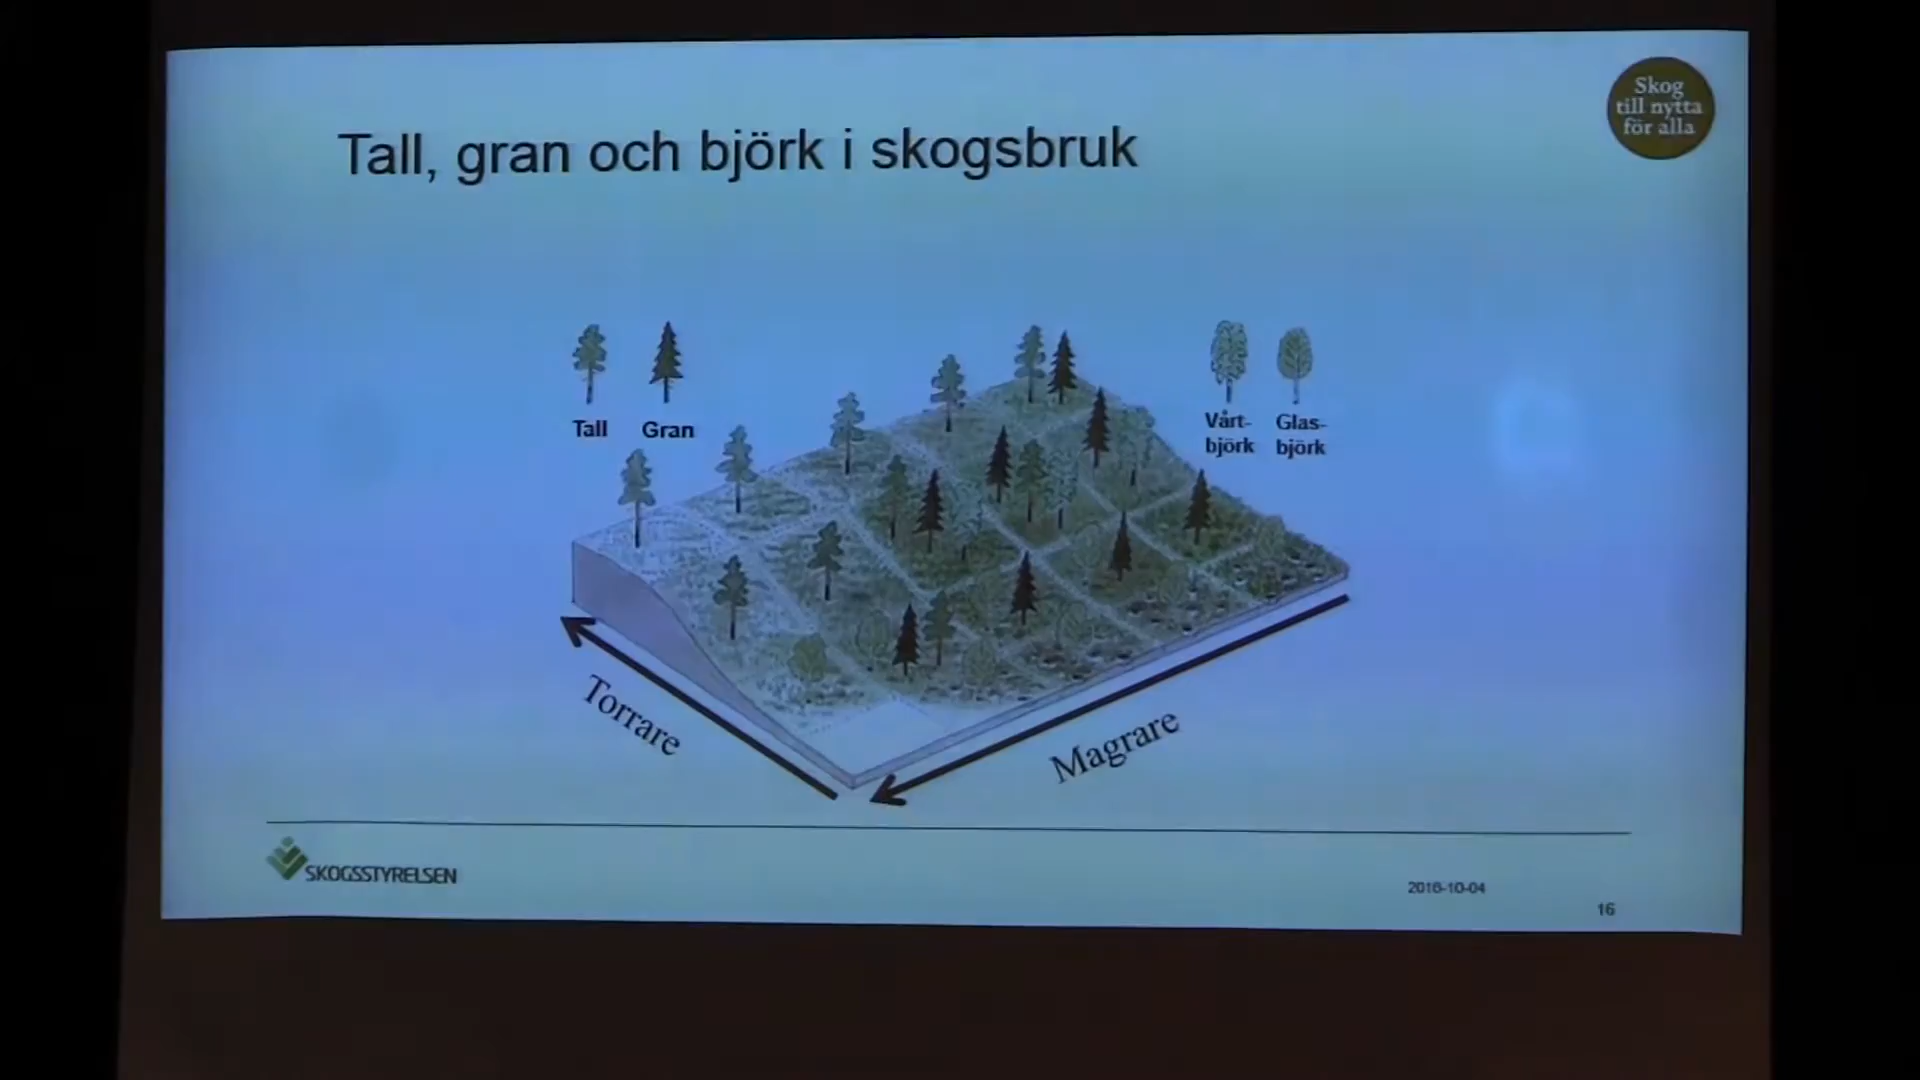 Skog
till nytta
för alla
Tall, gran och björk i skogsbruk
Tall
Gran
Vårt-
björk
Glas-
björk
Torrare
Magrare
SKOGSSTYRELSEN
2016-10-04
16